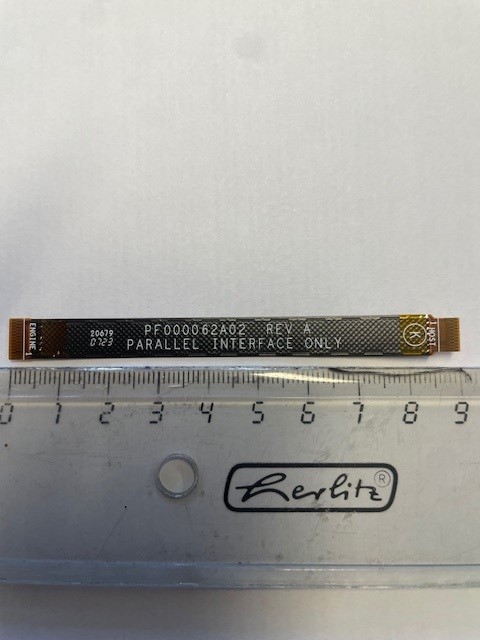 ENGINE 1
20679
0723
PF000062A02 REV A
PARALLEL INTERFACE ONLY
K
HOST
0 1 2 3 4 5 6 7 8 9
herlitz®